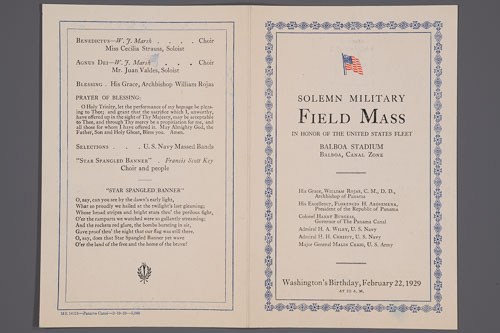 BENEDICTUS—W. J. Marsh . . . . Choir
Miss Cecilia Strauss, Soloist
AGNUS DEI—W. J. Marsh . . . . Choir
Mr. Juan Valdes, Soloist
BLESSING . His Grace, Archbishop William Rojas
PRAYER OF BLESSING:
O Holy Trinity, let the performance of our homage be pleasing
to Thee; and grant that the sacrifice which I, unworthy,
have offered up in the sight of Thy Majesty, may be acceptable
to Thee, and through Thy mercy be a propitiation for me, and
all those for whom I have offered it. May Almighty God, the
Father, Son and Holy Ghost, Bless you. Amen.
SELECTIONS . . . . U. S. Navy Massed Bands
"STAR SPANGLED BANNER" . Francis Scott Key
Choir and people
"STAR SPANGLED BANNER"
O, say, can you see by the dawn's early light,
What so proudly we hailed at the twilight's last gleaming;
Whose broad stripes and bright stars thro' the perilous fight,
O'er the ramparts we watched were so gallantly streaming;
And the rockets red glare, the bombs bursting in air,
Gave proof thro' the night that our flag was still there.
O, say, does that Star Spangled Banner yet wave
O'er the land of the free and the home of the brave!
SOLEMN MILITARY
FIELD MASS
IN HONOR OF THE UNITED STATES FLEET
BALBOA STADIUM
BALBOA, CANAL ZONE
His Grace, WILLIAM ROJAS, C. M., D. D.,
Archbishop of Panama
His Excellency, FLORENCIO H. AROSEMENA,
President of the Republic of Panama
Colonel HARRY BURGESS,
Governor of The Panama Canal
Admiral H. A. WILEY, U. S. Navy
Admiral H. H. CHRISTY, U. S. Navy
Major General MALIN CRAIG, U. S. Army
Washington's Birthday, February 22, 1929
AT 10 A. M.